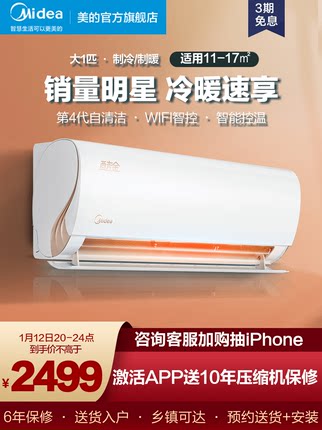 Midea
智慧生活可以更美的
美的官方旗舰店
3期
免息
大1匹 · 制冷/制暖
适用11-17㎡
销量明星 冷暖速享
第4代自清洁 · WIFI智控 · 智能控温
Midea
1月12日20-24点
到手价不高于
¥2499
咨询客服加购抽iPhone
激活APP送10年压缩机保修
6年保修 · 送货入户 · 乡镇可达 · 预约送货+安装